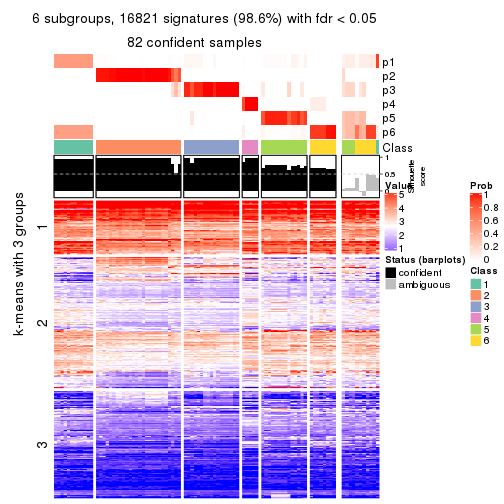 6 subgroups, 16821 signatures (98.6%) with fdr < 0.05
82 confident samples
p1
p2
p3
p4
p5
p6
Class
1
0.5
0
Silhouette
score
k-means with 3 groups
1
2
3
Value
5
4
3
2
1
Status (barplots)
confident
ambiguous
Prob
1
0.8
0.6
0.4
0.2
0
Class
1
2
3
4
5
6